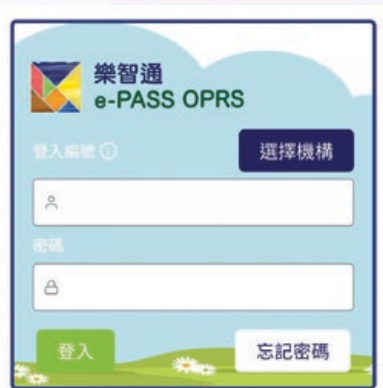 樂智通
e-PASS OPRS
登入編號
選擇機構
密碼
登入
忘記密碼